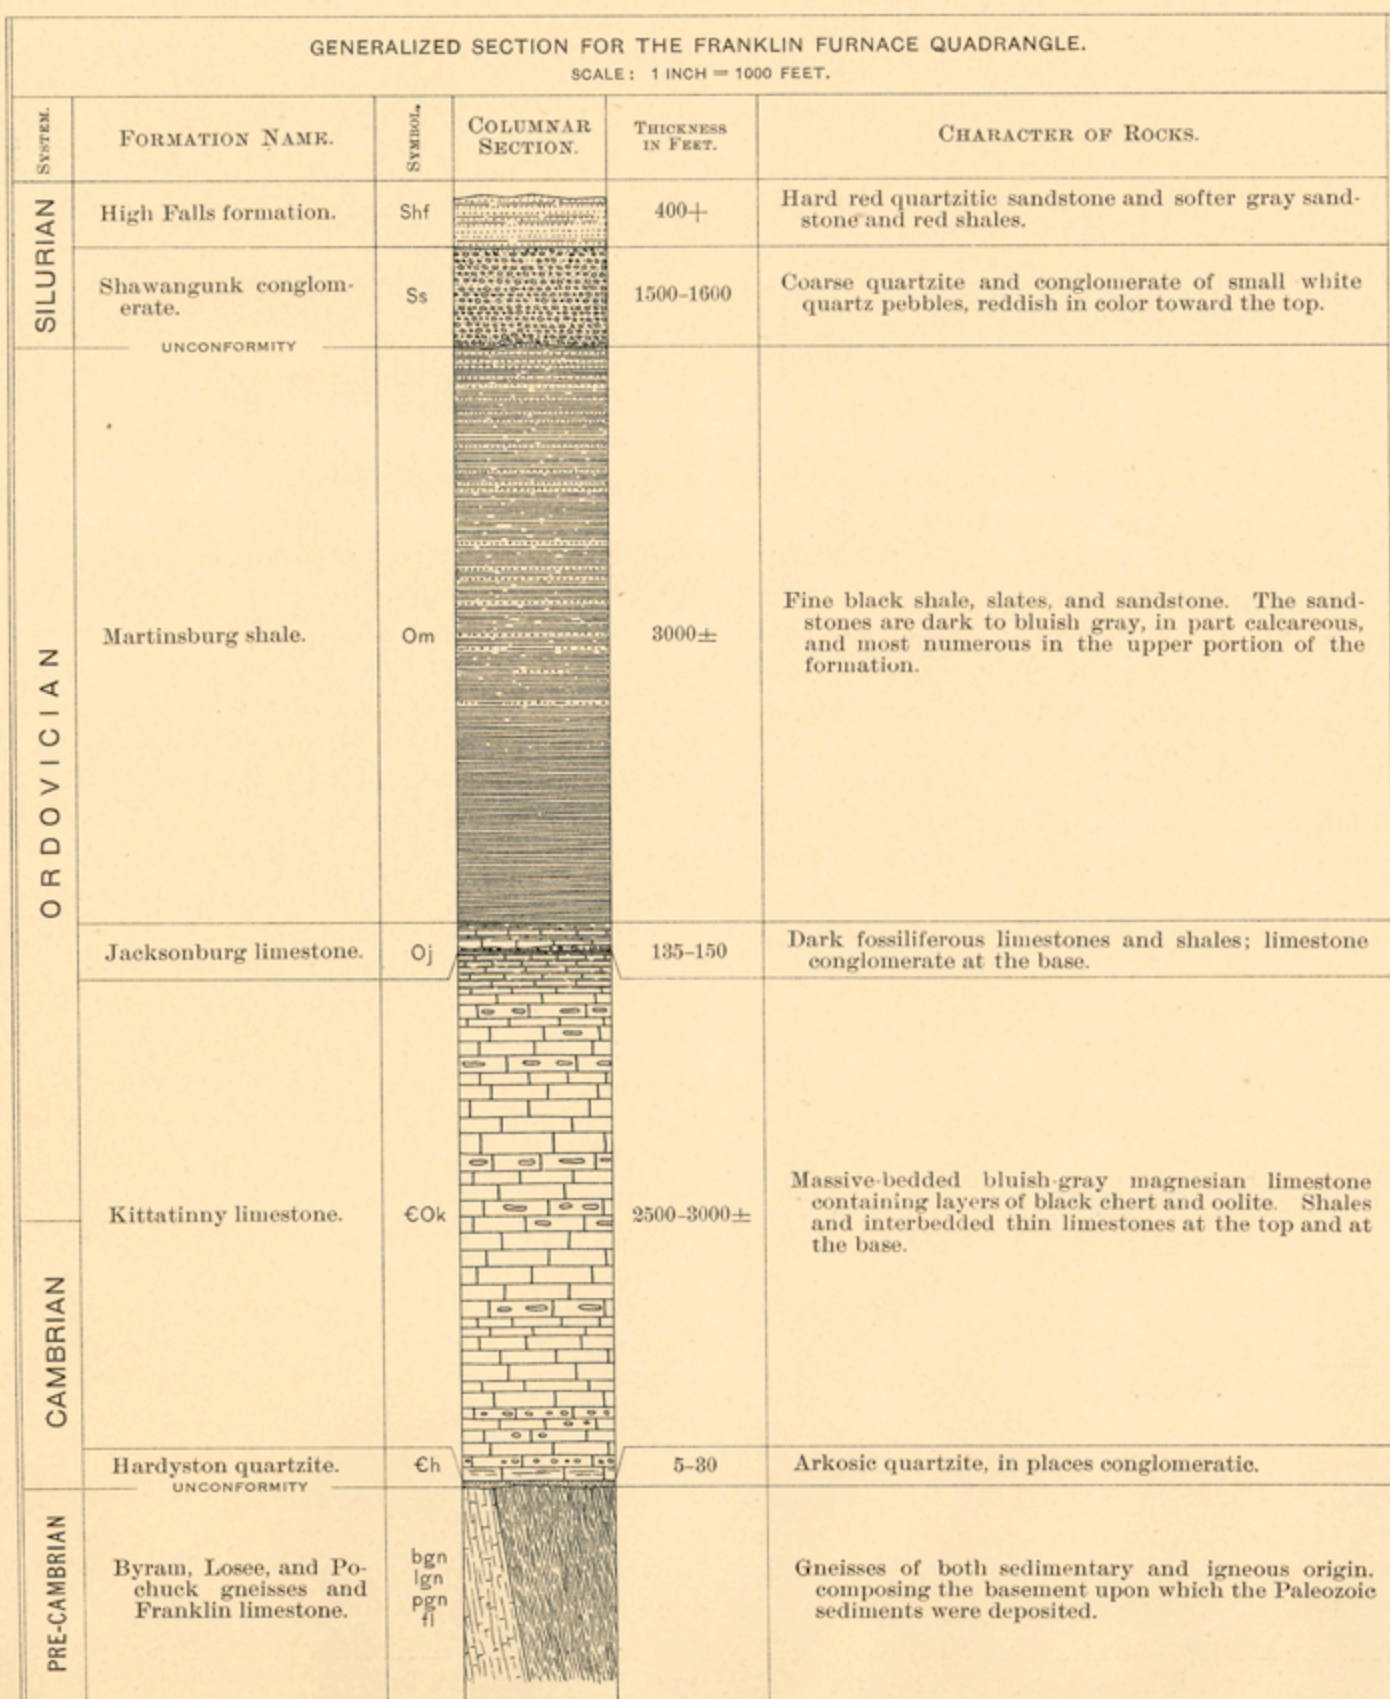 GENERALIZED SECTION FOR THE FRANKLIN FURNACE QUADRANGLE.
SCALE: 1 INCH = 1000 FEET.
SYSTEM.
FORMATION NAME.
SYMBOL.
COLUMNAR
SECTION.
THICKNESS
IN FEET.
CHARACTER OF ROCKS.
SILURIAN
High Falls formation.
Shf
400+
Hard red quartzitic sandstone and softer gray sand-
stone and red shales.
Shawangunk conglom-
erate.
Ss
1500-1600
Coarse quartzite and conglomerate of small white
quartz pebbles, reddish in color toward the top.
UNCONFORMITY
ORDOVICIAN
Martinsburg shale.
Om
3000±
Fine black shale, slates, and sandstone. The sand-
stones are dark to bluish gray, in part calcareous,
and most numerous in the upper portion of the
formation.
Jacksonburg limestone.
Oj
135-150
Dark fossiliferous limestones and shales; limestone
conglomerate at the base.
Kittatinny limestone.
ЄOk
2500-3000±
Massive-bedded bluish-gray magnesian limestone
containing layers of black chert and oolite. Shales
and interbedded thin limestones at the top and at
the base.
CAMBRIAN
Hardyston quartzite.
Єh
5-30
Arkosic quartzite, in places conglomeratic.
UNCONFORMITY
PRE-CAMBRIAN
Byram, Losee, and Po-
chuck gneisses and
Franklin limestone.
bgn
lgn
pgn
fl
Gneisses of both sedimentary and igneous origin,
composing the basement upon which the Paleozoic
sediments were deposited.